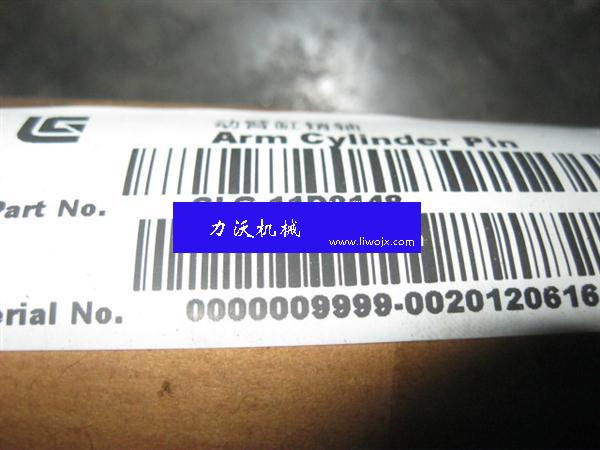 动臂缸销轴
Arm Cylinder Pin
Part No.
力沃机械
www.liwojx.com
erial No. 0000009999-0020120616